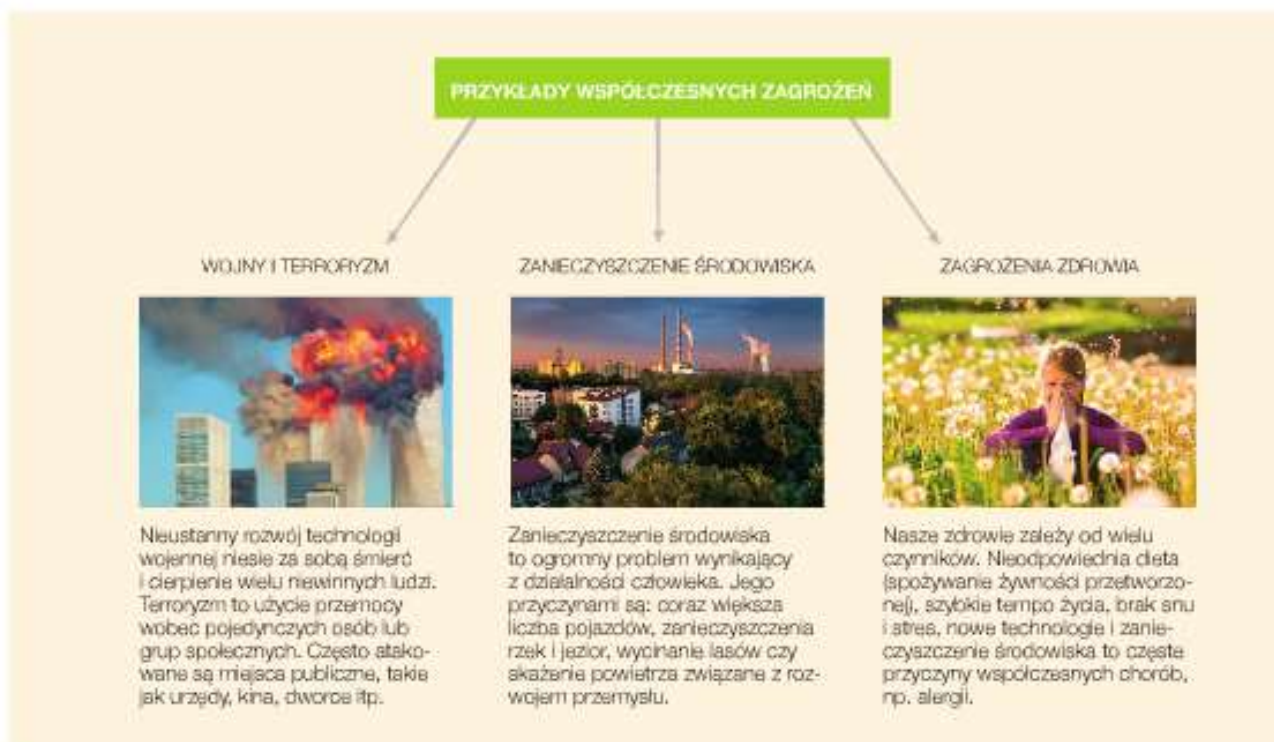 PRZYKŁADY WSPÓŁCZESNYCH ZAGROŻEŃ
WOJNY I TERRORYZM
Nieustanny rozwój technologii
wojennej niesie za sobą śmierć
i cierpienie wielu niewinnych ludzi.
Terroryzm to użycie przemocy
wobec pojedynczych osób lub
grup społecznych. Często atako-
wane są miejsca publiczne, takie
jak urzędy, kina, dworce itp.
ZANIECZYSZCZENIE ŚRODOWISKA
Zanieczyszczenie środowiska
to ogromny problem wynikający
z działalności człowieka. Jego
przyczynami są: coraz większa
liczba pojazdów, zanieczyszczenia
rzek i jezior, wycinanie lasów czy
skażenie powietrza związane z roz-
wojem przemysłu.
ZAGROŻENIA ZDROWIA
Nasze zdrowie zależy od wielu
czynników. Nieodpowiednia dieta
(spożywanie żywności przetworzo-
nej), szybkie tempo życia, brak snu
i stres, nowe technologie i zanie-
czyszczenie środowiska to częste
przyczyny współczesnych chorób,
np. alergii.